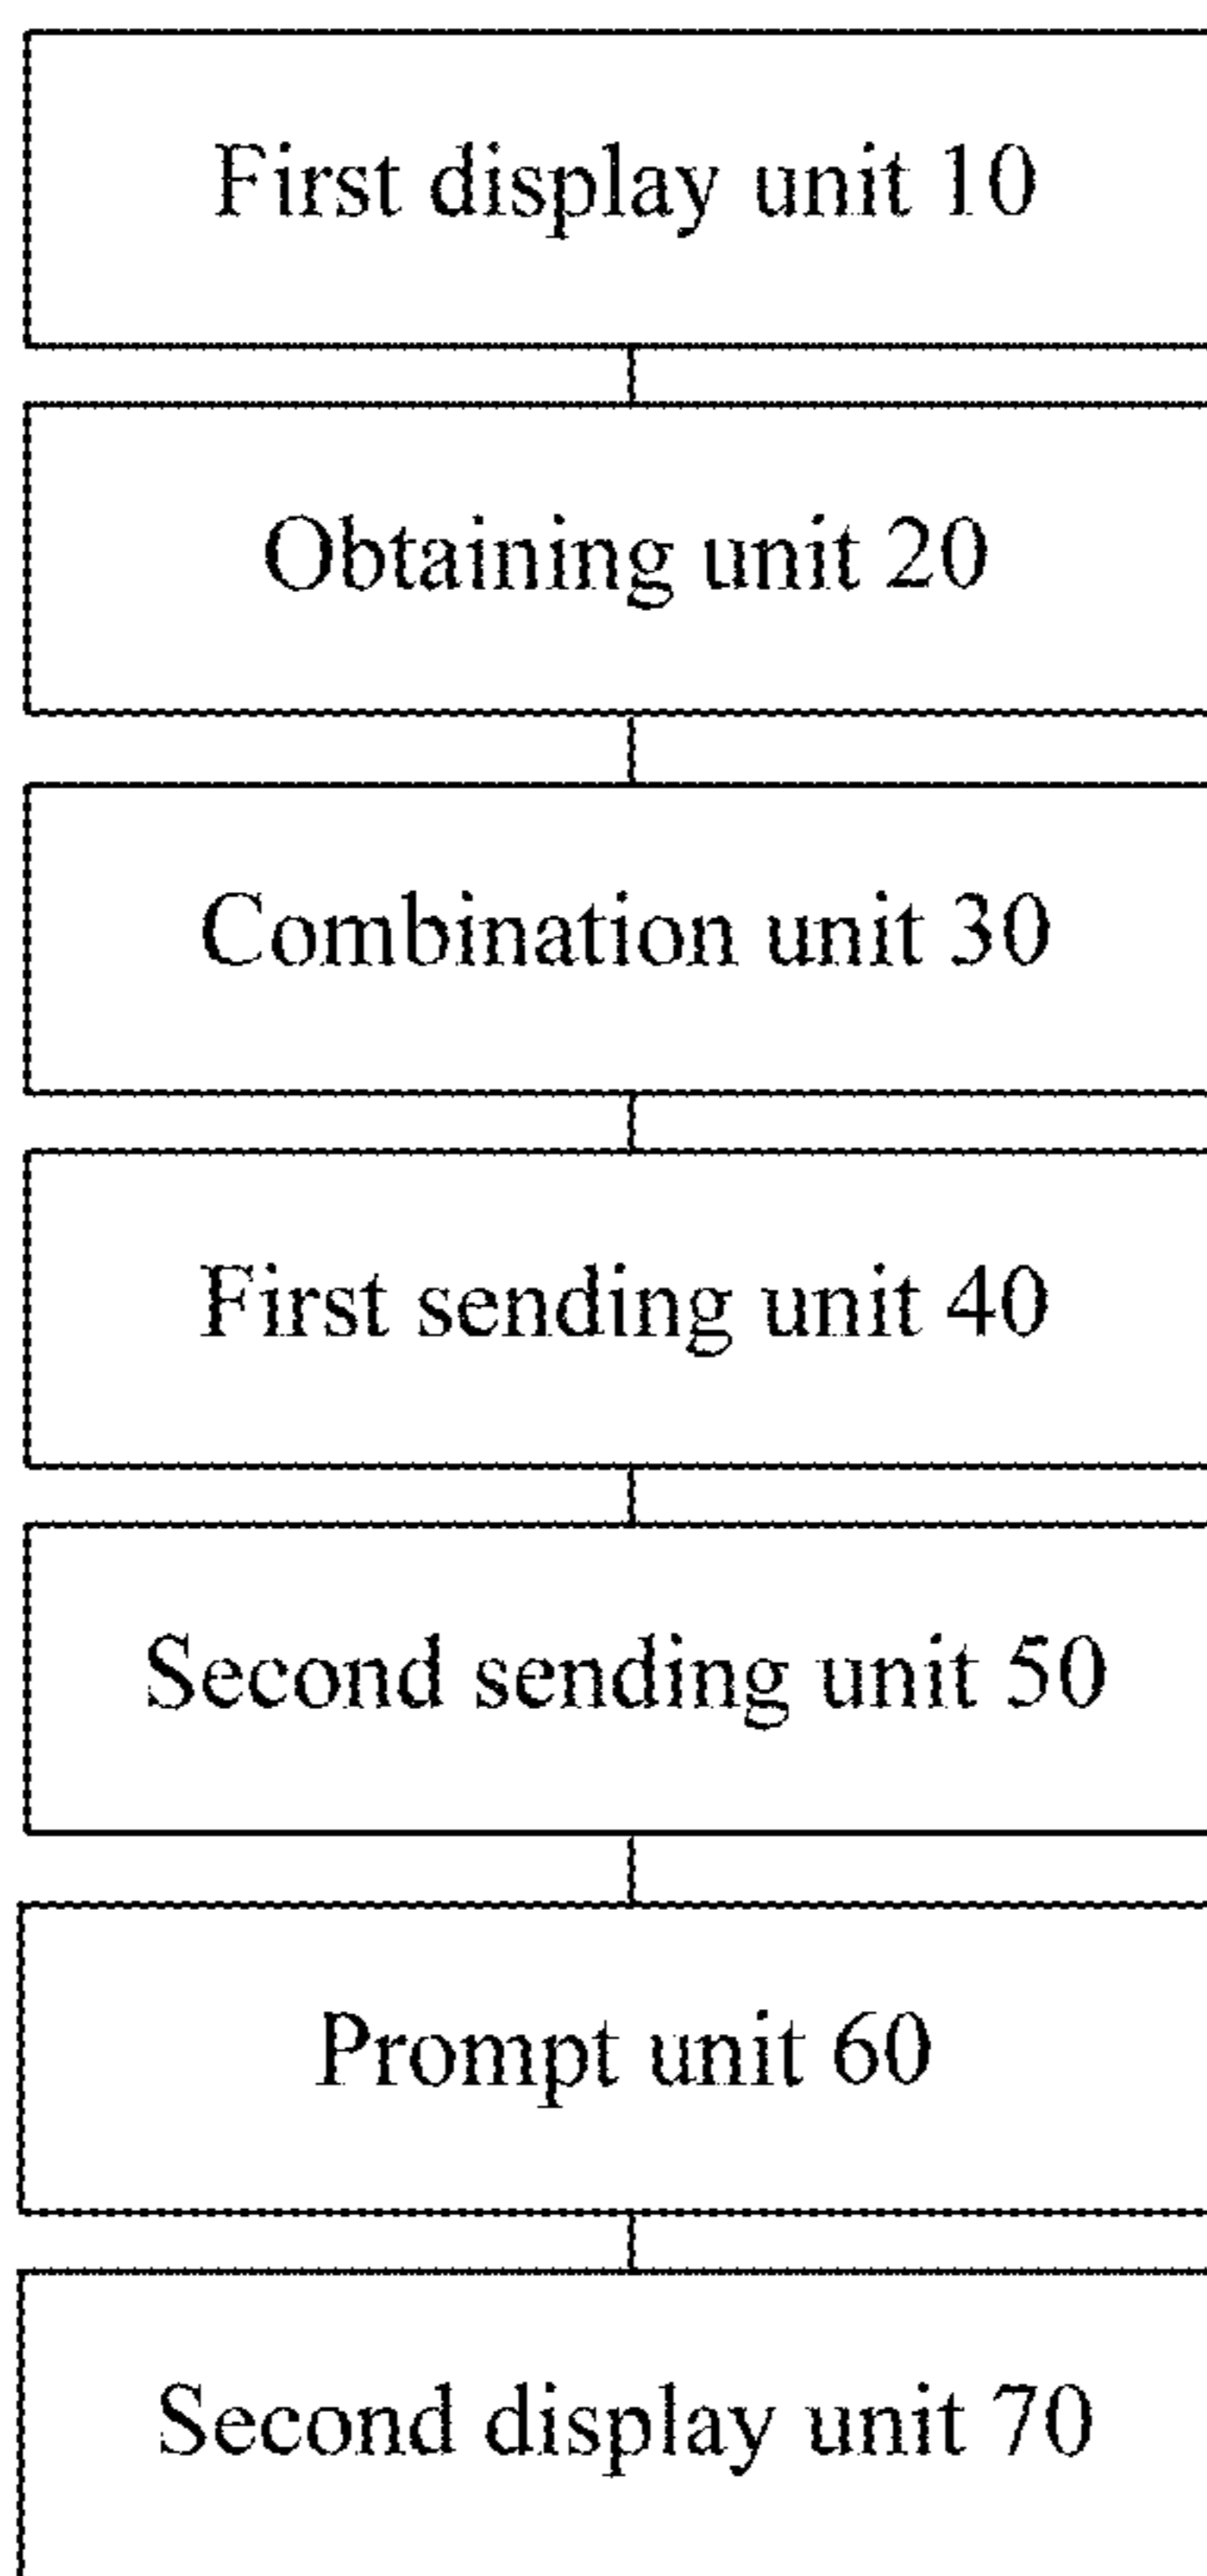 First display unit 10
Obtaining unit 20
Combination unit 30
First sending unit 40
Second sending unit 50
Prompt unit 60
Second display unit 70